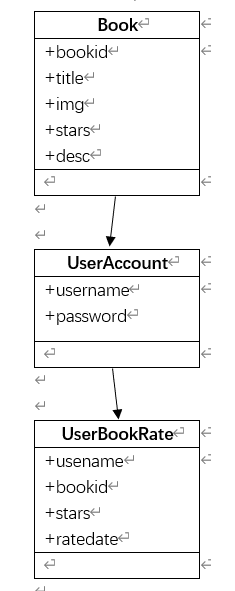 Book
+bookid
+title
+img
+stars
+desc
UserAccount
+username
+password
UserBookRate
+usename
+bookid
+stars
+ratedate